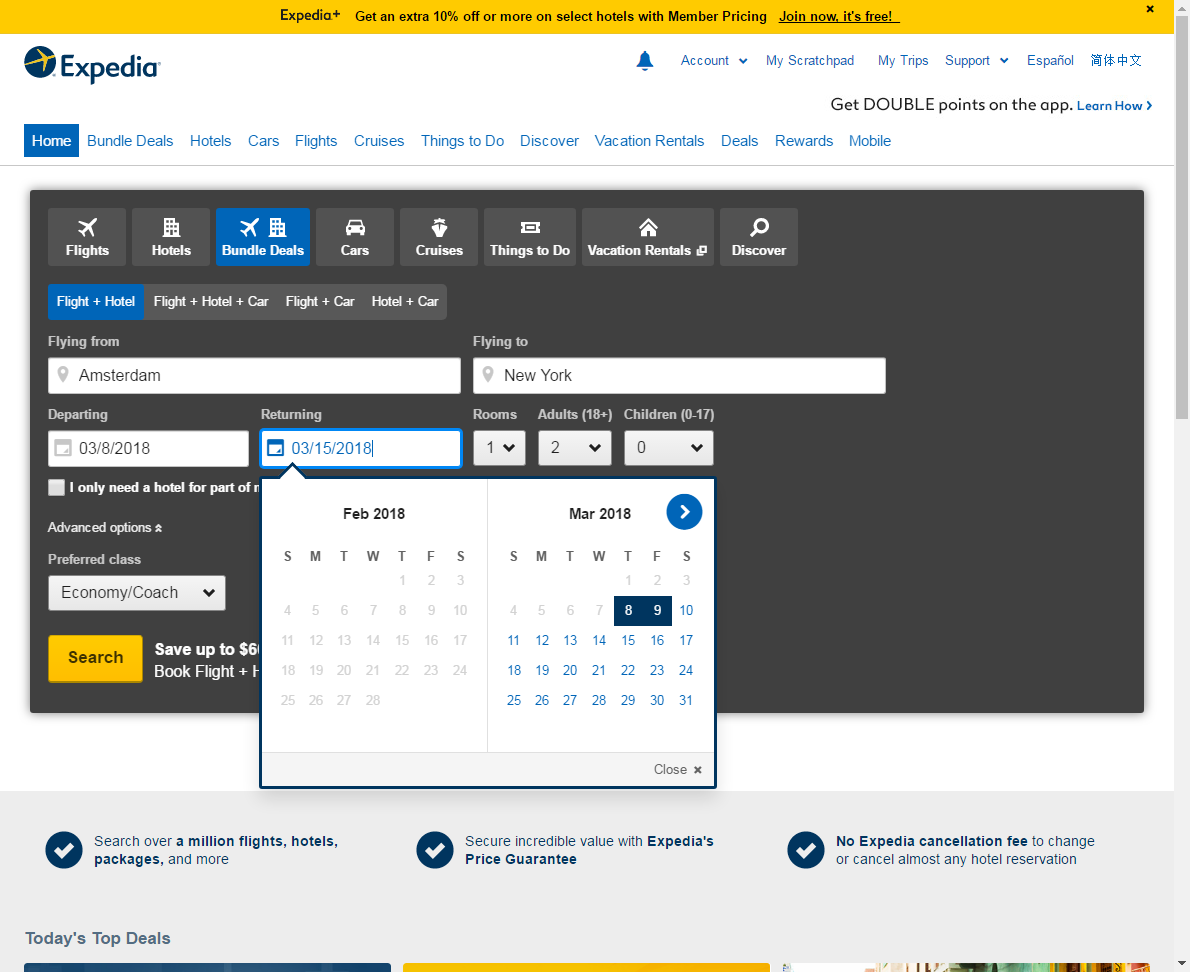 Expedia+ Get an extra 10% off or more on select hotels with Member Pricing Join now, it's free!
Expedia
Account My Scratchpad My Trips Support Español 简体中文
Get DOUBLE points on the app. Learn How
Home Bundle Deals Hotels Cars Flights Cruises Things to Do Discover Vacation Rentals Deals Rewards Mobile
Flights Hotels Bundle Deals Cars Cruises Things to Do Vacation Rentals Discover
Flight + Hotel Flight + Hotel + Car Flight + Car Hotel + Car
Flying from Flying to
Amsterdam New York
Departing Returning Rooms Adults (18+) Children (0-17)
03/8/2018 03/15/2018 1 2 0
I only need a hotel for part of
Advanced options
Preferred class
Economy/Coach
Search
Save up to
Book Flight +
Feb 2018
S M T W T F S
1 2 3
4 5 6 7 8 9 10
11 12 13 14 15 16 17
18 19 20 21 22 23 24
25 26 27 28
Mar 2018
S M T W T F S
1 2 3
4 5 6 7 8 9 10
11 12 13 14 15 16 17
18 19 20 21 22 23 24
25 26 27 28 29 30 31
Close
Search over a million flights, hotels,
packages, and more
Secure incredible value with Expedia's
Price Guarantee
No Expedia cancellation fee to change
or cancel almost any hotel reservation
Today's Top Deals